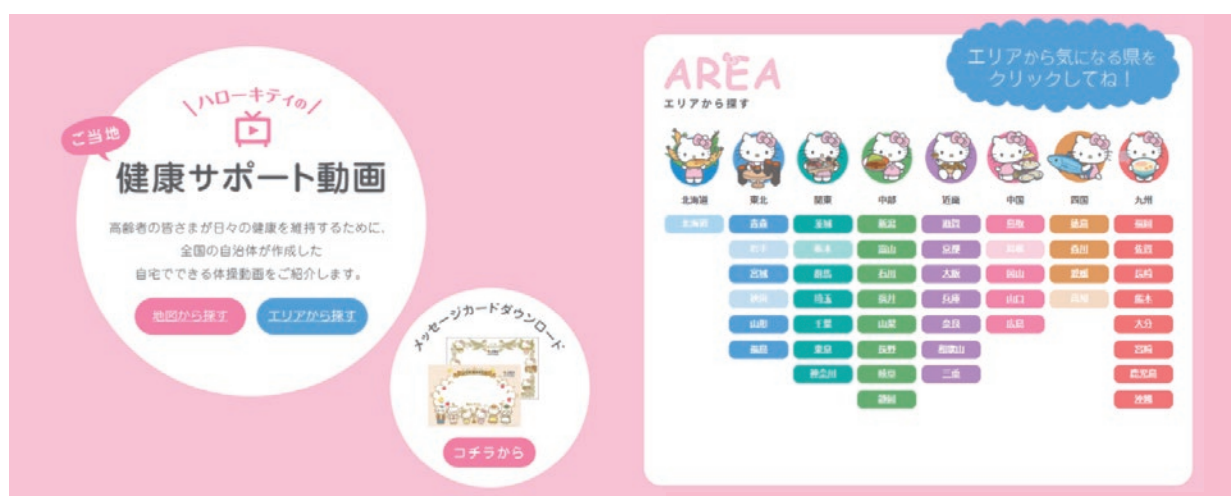 \ハローキティの/
ご当地
健康サポート動画
高齢者の皆さまが日々の健康を維持するために、
全国の自治体が作成した
自宅でできる体操動画をご紹介します。
地図から探す
エリアから探す
メッセージカードダウンロード
コチラから
AREA
エリアから探す
エリアから気になる県を
クリックしてね！
北海道 東北 関東 中部 近畿 中国 四国 九州
北海道 青森 茨城 新潟 滋賀 鳥取 徳島 福岡
岩手 栃木 富山 京都 島根 香川 佐賀
宮城 群馬 石川 大阪 岡山 愛媛 長崎
秋田 埼玉 福井 兵庫 山口 高知 熊本
山形 千葉 山梨 奈良 広島 大分
福島 東京 長野 和歌山 宮崎
神奈川 岐阜 三重 鹿児島
静岡 沖縄